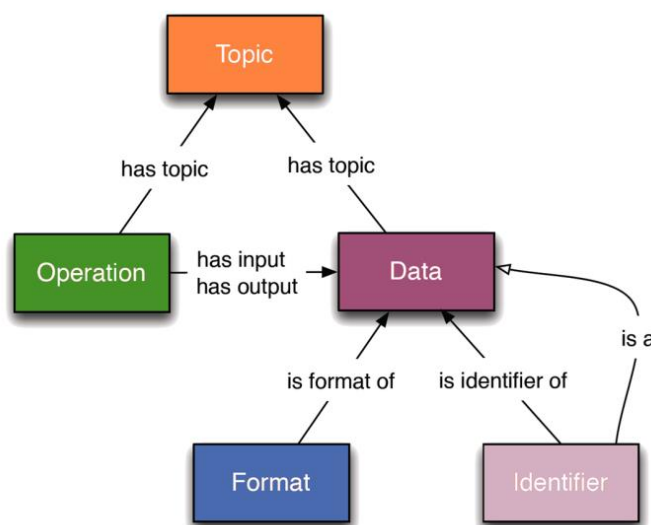 Topic
has topic
has topic
Operation
has input
has output
Data
is a
is format of
is identifier of
Format
Identifier